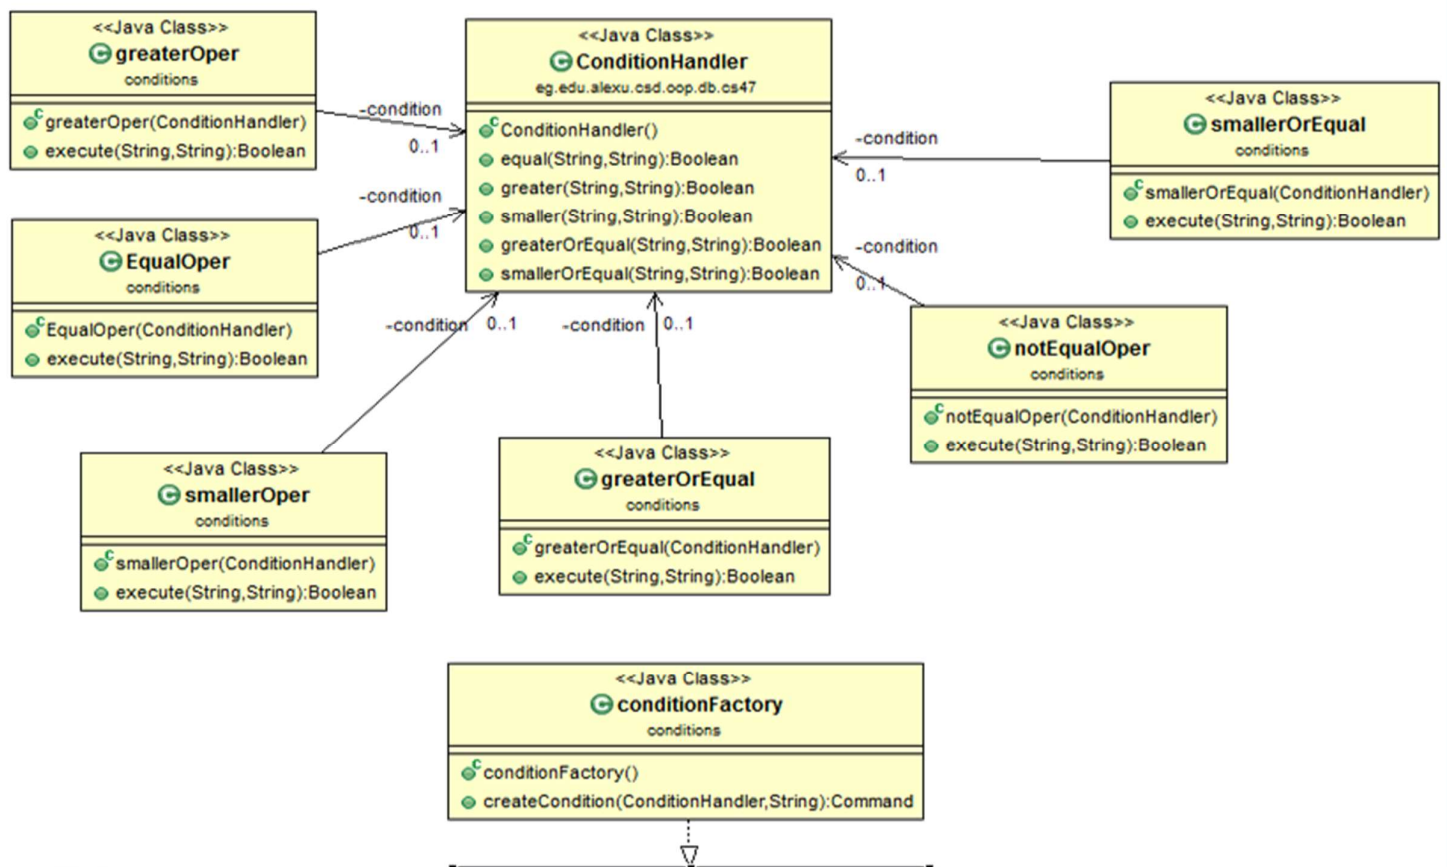 <<Java Class>>
greaterOper
conditions
greaterOper(ConditionHandler)
execute(String,String):Boolean
-condition
0..1
<<Java Class>>
ConditionHandler
eg.edu.alexu.csd.oop.db.cs47
ConditionHandler()
equal(String,String):Boolean
greater(String,String):Boolean
smaller(String,String):Boolean
greaterOrEqual(String,String):Boolean
smallerOrEqual(String,String):Boolean
<<Java Class>>
smallerOrEqual
conditions
smallerOrEqual(ConditionHandler)
execute(String,String):Boolean
-condition
0..1
<<Java Class>>
EqualOper
conditions
EqualOper(ConditionHandler)
execute(String,String):Boolean
-condition
0..1
<<Java Class>>
notEqualOper
conditions
notEqualOper(ConditionHandler)
execute(String,String):Boolean
-condition
0..1
<<Java Class>>
smallerOper
conditions
smallerOper(ConditionHandler)
execute(String,String):Boolean
-condition
0..1
<<Java Class>>
greaterOrEqual
conditions
greaterOrEqual(ConditionHandler)
execute(String,String):Boolean
-condition
0..1
<<Java Class>>
conditionFactory
conditions
conditionFactory()
createCondition(ConditionHandler,String):Command